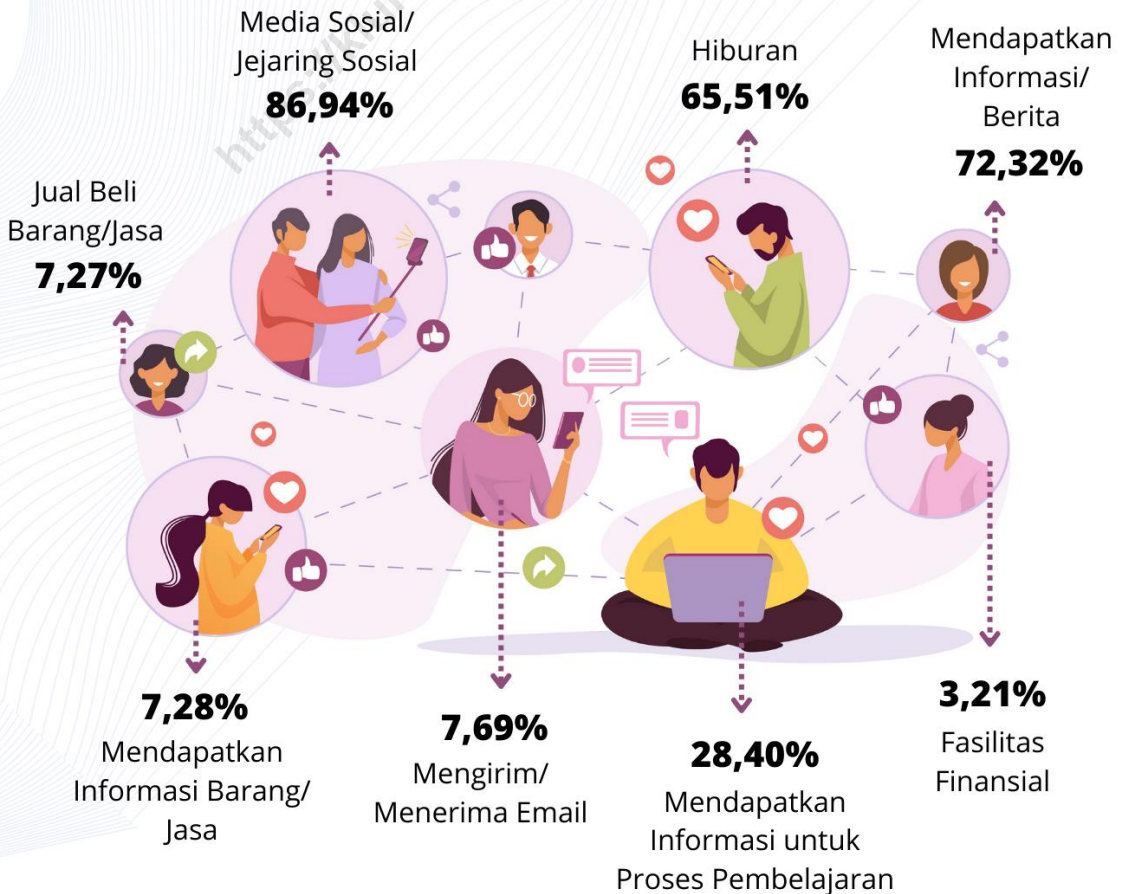 Media Sosial/
Jejaring Sosial
86,94%
Hiburan
65,51%
Mendapatkan
Informasi/
Berita
72,32%
Jual Beli
Barang/Jasa
7,27%
7,28%
Mendapatkan
Informasi Barang/
Jasa
7,69%
Mengirim/
Menerima Email
28,40%
Mendapatkan
Informasi untuk
Proses Pembelajaran
3,21%
Fasilitas
Finansial